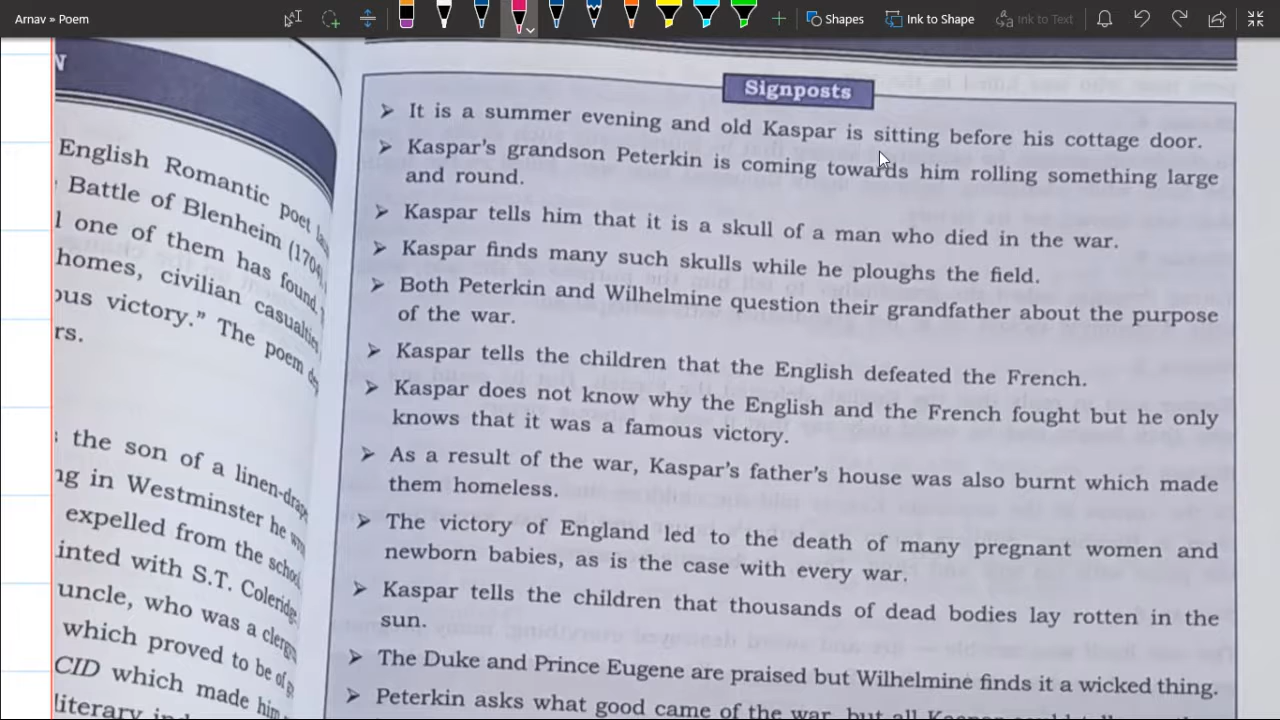 Arnav » Poem
Shapes
Ink to Shape
Ink to Text
N
English Romantic poet
Battle of Blenheim (1704
one of them has found.
homes, civilian casualties
ous victory." The poem
rs.
the son of a linen-drap
ng in Westminster he
expelled from the school
inted with S.T. Coleridge
uncle, who was a clerg
which proved to be of
CID which made him
literary
Signposts
➤ It is a summer evening and old Kaspar is sitting before his cottage door.
➤ Kaspar's grandson Peterkin is coming towards him rolling something large
and round.
➤ Kaspar tells him that it is a skull of a man who died in the war.
➤ Kaspar finds many such skulls while he ploughs the field.
➤ Both Peterkin and Wilhelmine question their grandfather about the purpose
of the war.
➤ Kaspar tells the children that the English defeated the French.
➤ Kaspar does not know why the English and the French fought but he only
knows that it was a famous victory.
➤ As a result of the war, Kaspar's father's house was also burnt which made
them homeless.
➤ The victory of England led to the death of many pregnant women and
newborn babies, as is the case with every war.
➤ Kaspar tells the children that thousands of dead bodies lay rotten in the
sun.
➤ The Duke and Prince Eugene are praised but Wilhelmine finds it a wicked thing.
➤ Peterkin asks what good came of the war, but all Kaspar could